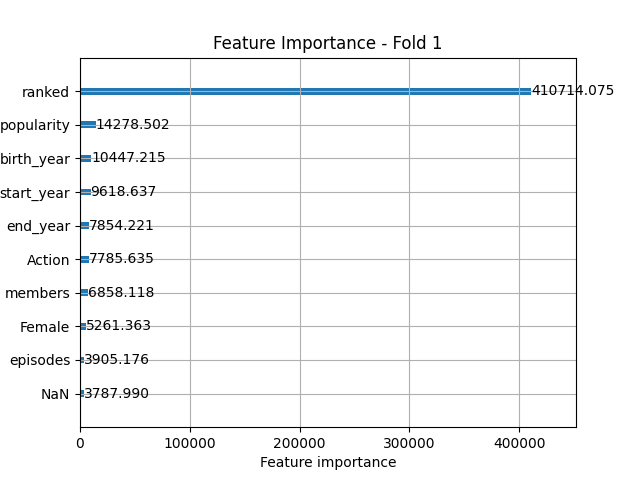 Feature Importance - Fold 1
ranked 410714.075
popularity 14278.502
birth_year 10447.215
start_year 9618.637
end_year 7854.221
Action 7785.635
members 6858.118
Female 5261.363
episodes 3905.176
NaN 3787.990
0 100000 200000 300000 400000
Feature importance